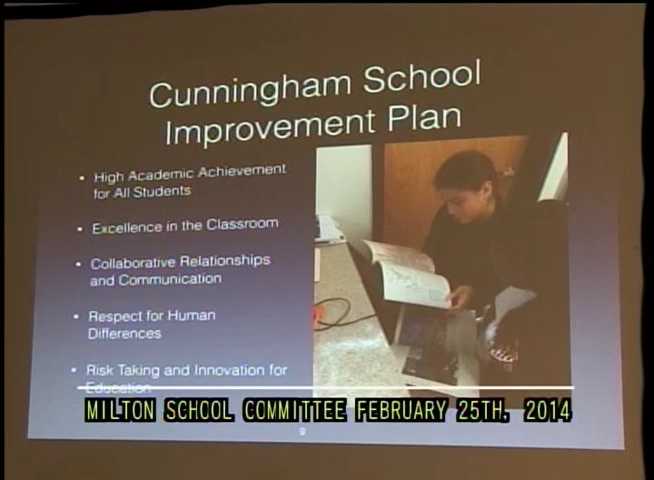 Cunningham School
Improvement Plan
• High Academic Achievement
for All Students
• Excellence in the Classroom
• Collaborative Relationships
and Communication
• Respect for Human
Differences
• Risk Taking and Innovation for
Education
MILTON SCHOOL COMMITTEE FEBRUARY 25TH, 2014
9